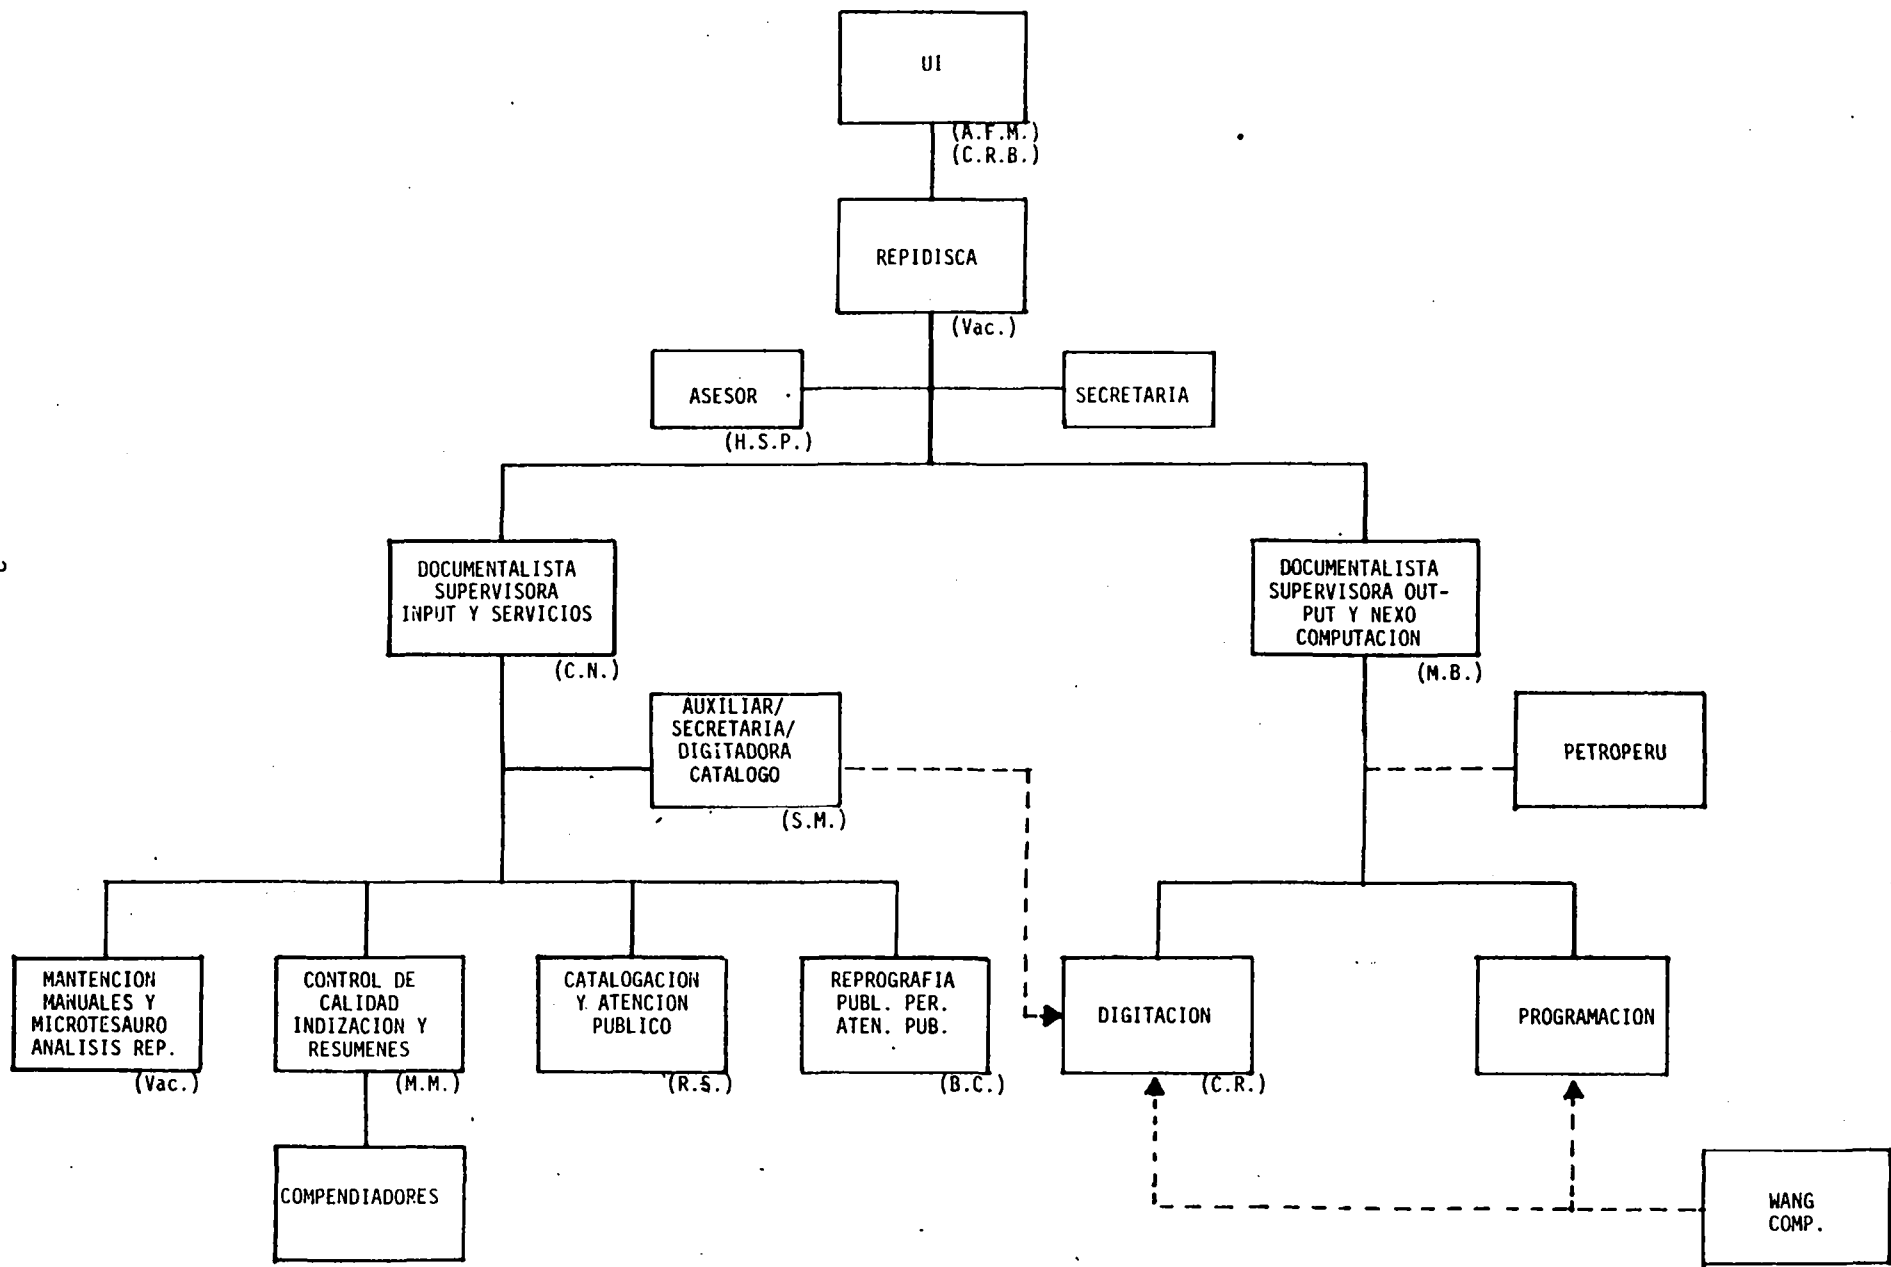 UI
(A.F.M.)
(C.R.B.)
REPIDISCA
(Vac.)
ASESOR
(H.S.P.)
SECRETARIA
DOCUMENTALISTA
SUPERVISORA
INPUT Y SERVICIOS
(C.N.)
DOCUMENTALISTA
SUPERVISORA OUT-
PUT Y NEXO
COMPUTACION
(M.B.)
AUXILIAR/
SECRETARIA/
DIGITADORA
CATALOGO
(S.M.)
PETROPERU
MANTENCION
MANUALES Y
MICROTESAURO
ANALISIS REP.
(Vac.)
CONTROL DE
CALIDAD
INDIZACION Y
RESUMENES
(M.M.)
CATALOGACION
Y ATENCION
PUBLICO
(R.S.)
REPROGRAFIA
PUBL. PER.
ATEN. PUB.
(B.C.)
DIGITACION
(C.R.)
PROGRAMACION
COMPENDIADORES
WANG
COMP.